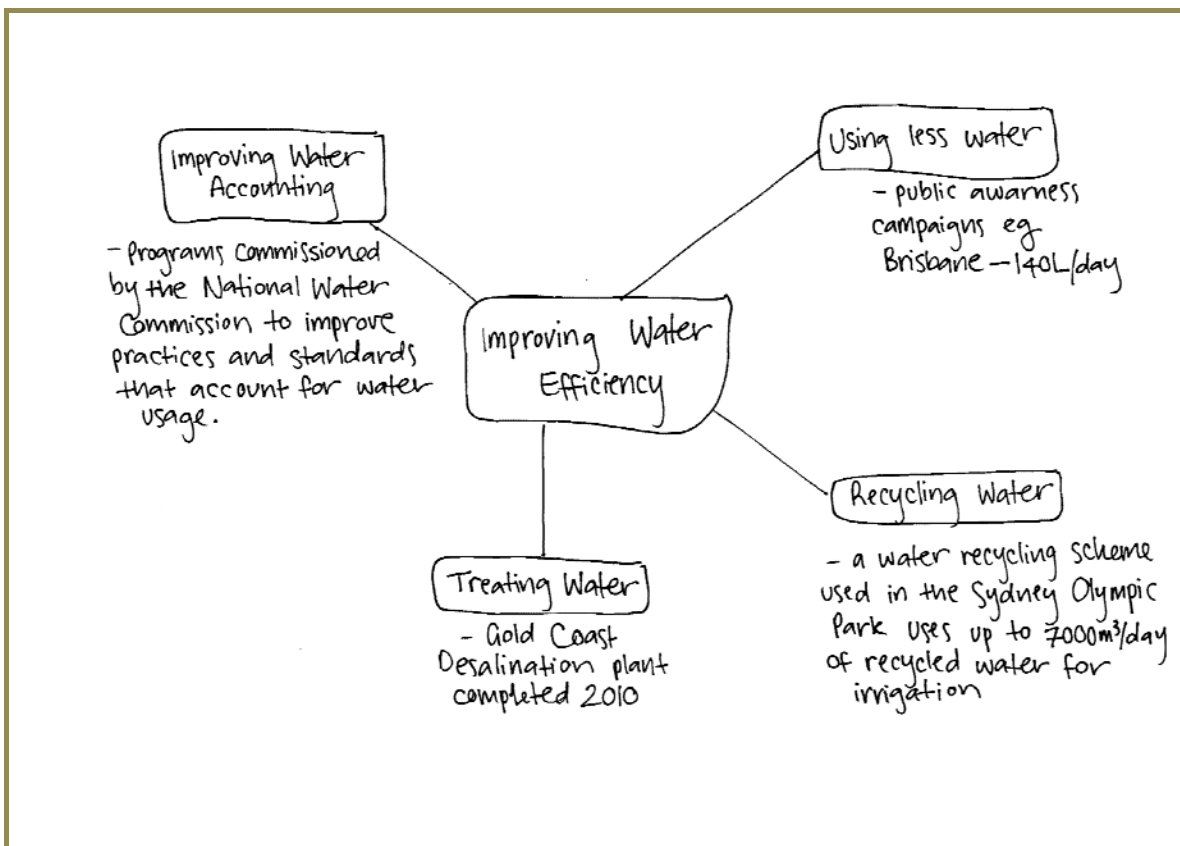 Improving Water
Accounting
- Programs commissioned
by the National Water
Commission to improve
practices and standards
that account for water
usage.
Using less water
- public awarness
campaigns eg
Brisbane - 140L/day
Improving Water
Efficiency
Treating Water
- Gold Coast
Desalination plant
completed 2010
Recycling Water
- a water recycling scheme
used in the Sydney Olympic
Park uses up to 7000m³/day
of recycled water for
irrigation